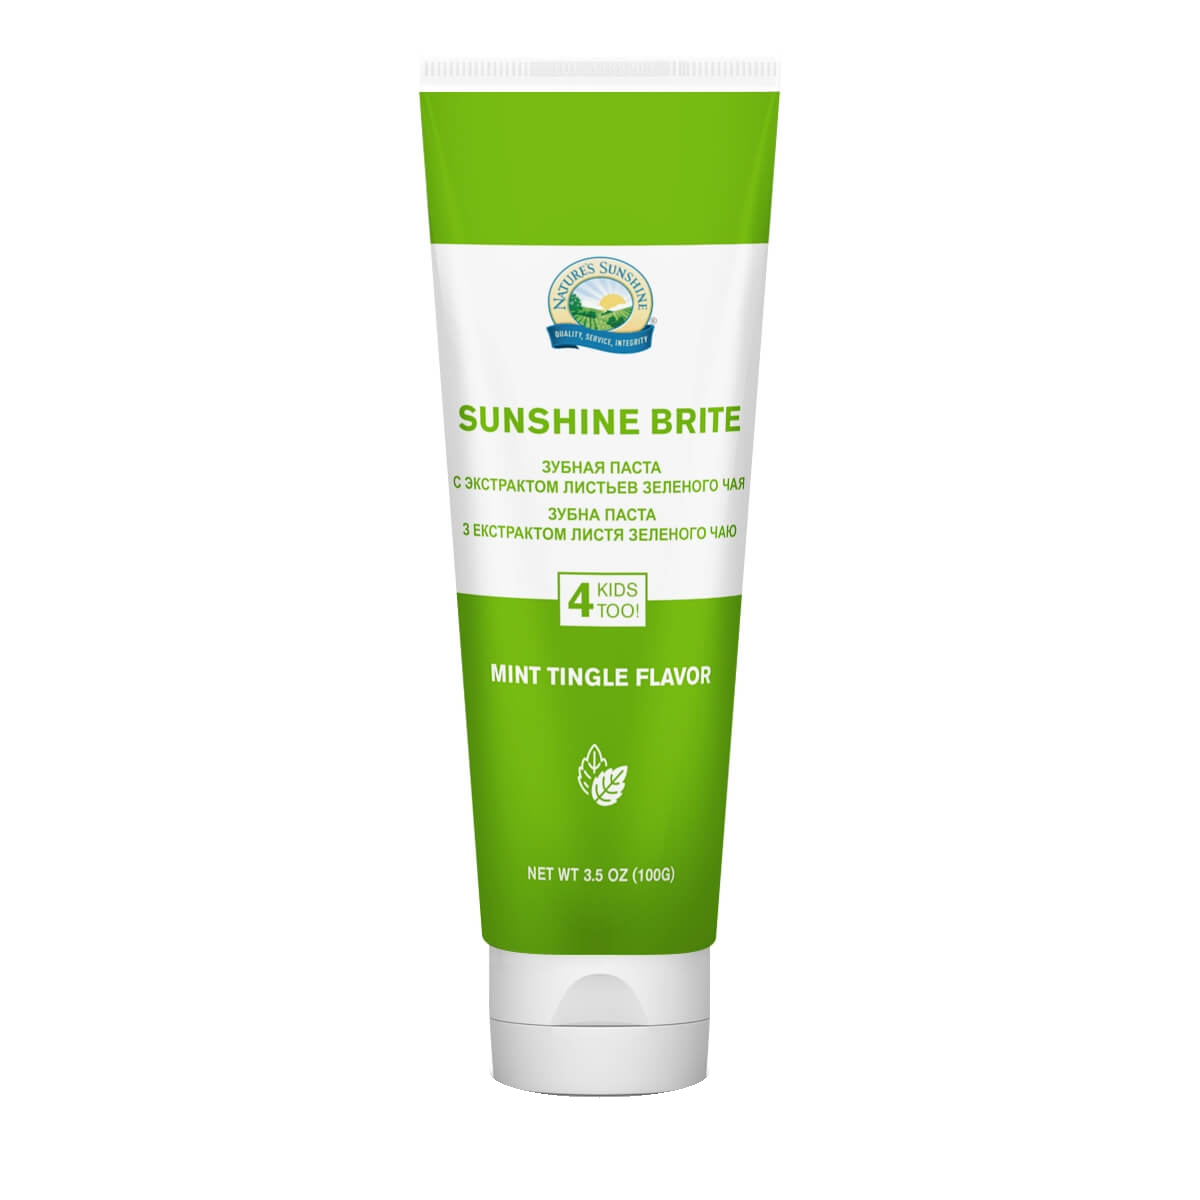 NATURE'S SUNSHINE
®
QUALITY, SERVICE, INTEGRITY
SUNSHINE BRITE
ЗУБНАЯ ПАСТА
С ЭКСТРАКТОМ ЛИСТЬЕВ ЗЕЛЕНОГО ЧАЯ
ЗУБНА ПАСТА
З ЕКСТРАКТОМ ЛИСТЯ ЗЕЛЕНОГО ЧАЮ
4 KIDS
TOO!
MINT TINGLE FLAVOR
NET WT 3.5 OZ (100G)